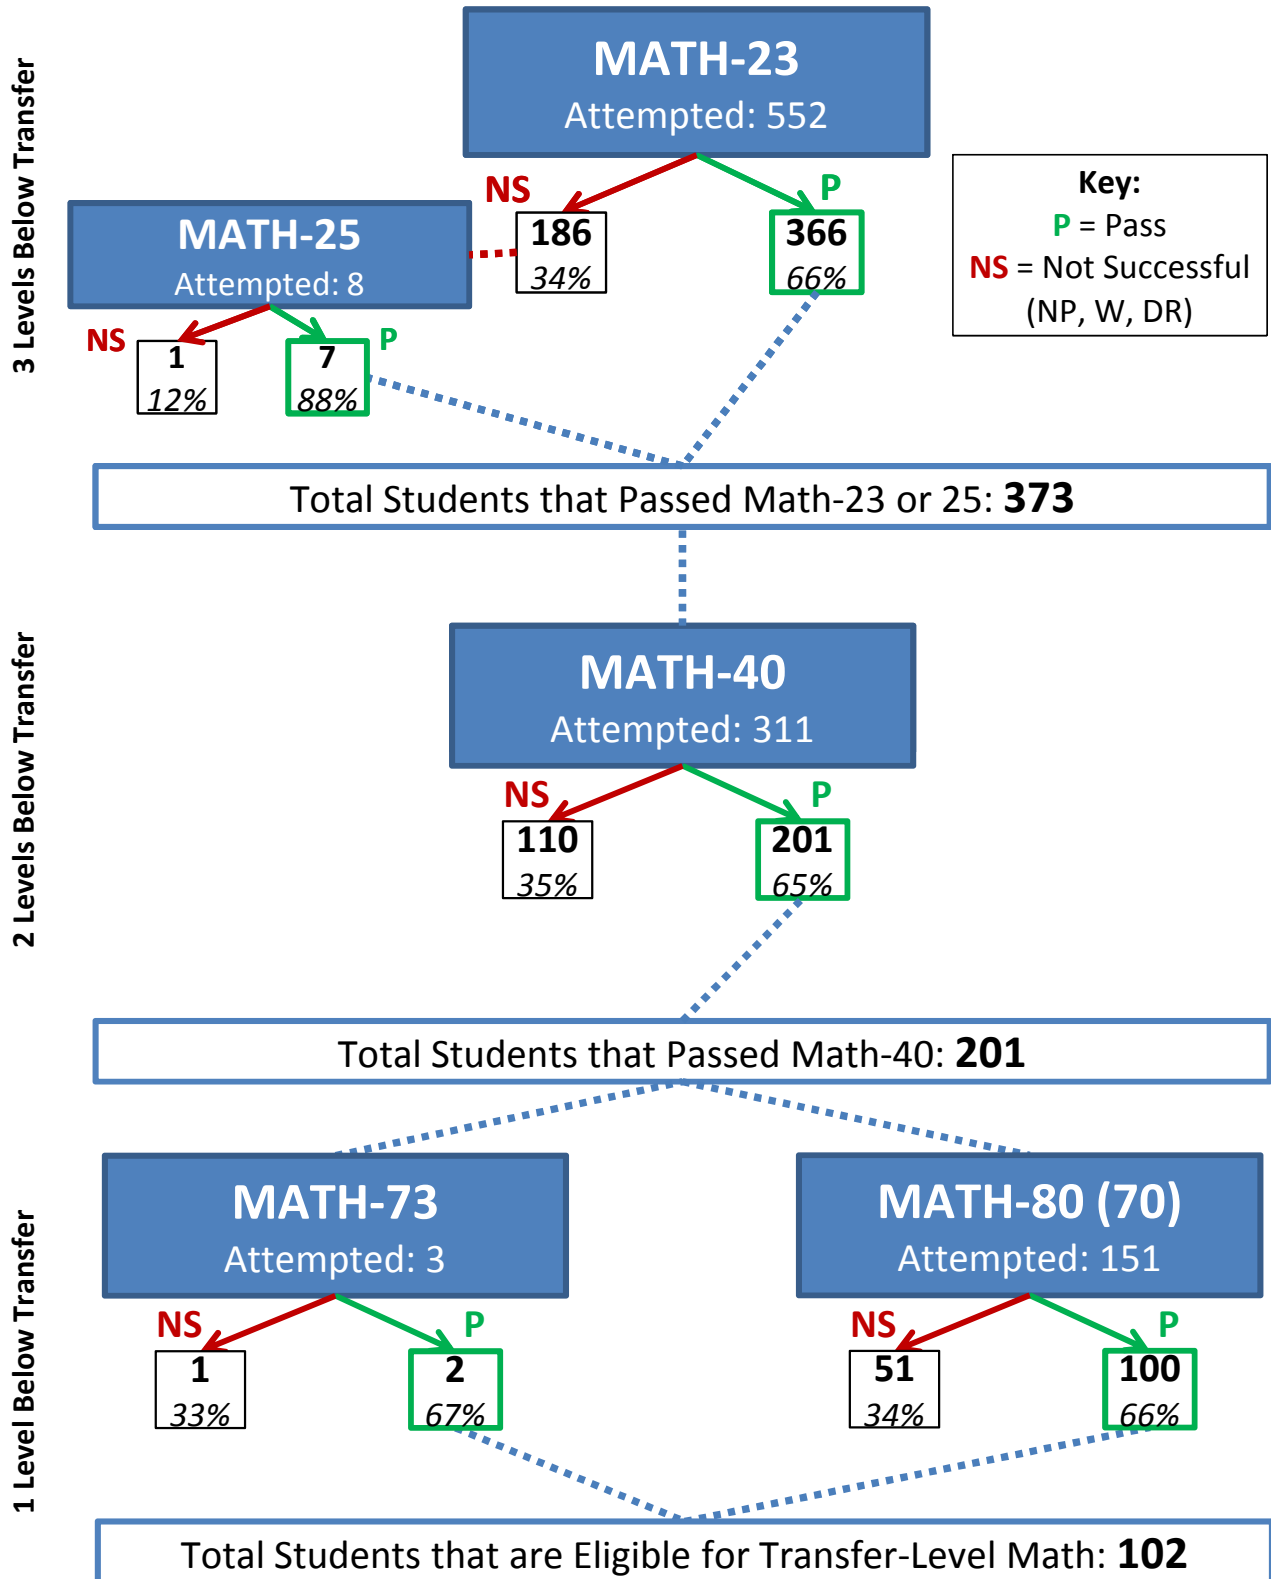 3 Levels Below Transfer
MATH-23
Attempted: 552
NS
P
186
34%
366
66%
Key:
P = Pass
NS = Not Successful
(NP, W, DR)
MATH-25
Attempted: 8
NS
P
1
12%
7
88%
Total Students that Passed Math-23 or 25: 373
2 Levels Below Transfer
MATH-40
Attempted: 311
NS
P
110
35%
201
65%
Total Students that Passed Math-40: 201
1 Level Below Transfer
MATH-73
Attempted: 3
NS
P
1
33%
2
67%
MATH-80 (70)
Attempted: 151
NS
P
51
34%
100
66%
Total Students that are Eligible for Transfer-Level Math: 102